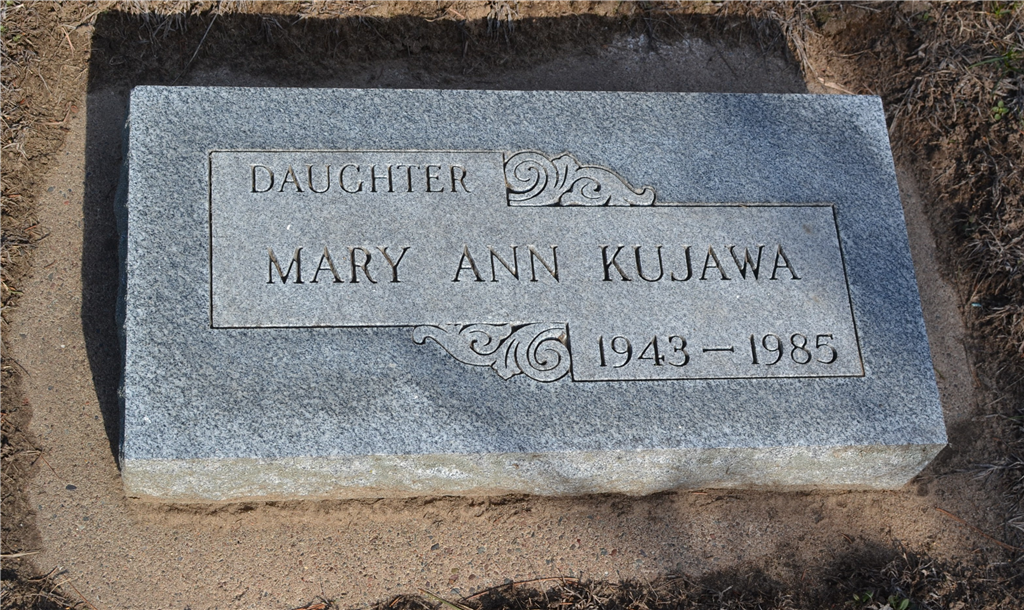 DAUGHTER
MARY ANN KUJAWA
1943 – 1985